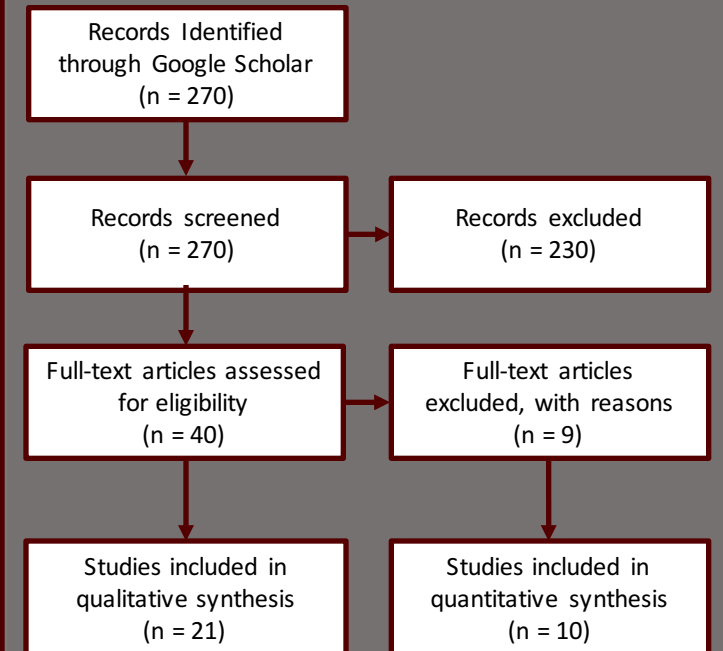 Records Identified
through Google Scholar
(n = 270)
Records screened
(n = 270)
Records excluded
(n = 230)
Full-text articles assessed
for eligibility
(n = 40)
Full-text articles
excluded, with reasons
(n = 9)
Studies included in
qualitative synthesis
(n = 21)
Studies included in
quantitative synthesis
(n = 10)